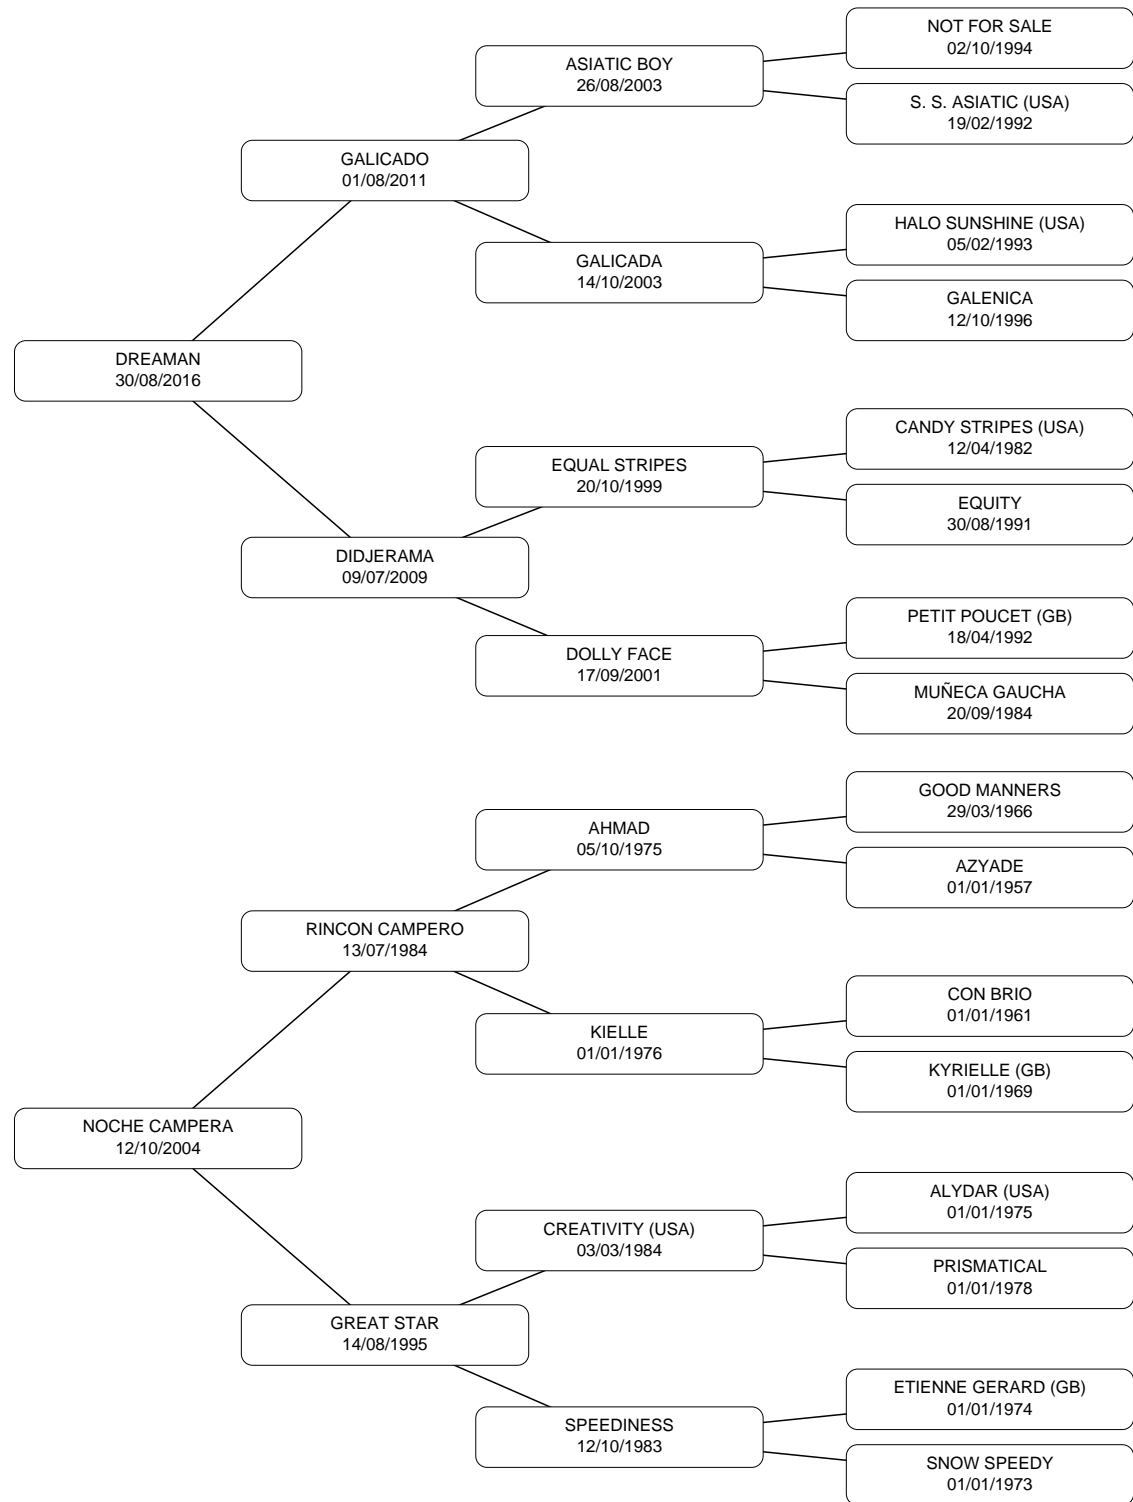 NOT FOR SALE
02/10/1994
ASIATIC BOY
26/08/2003
S. S. ASIATIC (USA)
19/02/1992
GALICADO
01/08/2011
HALO SUNSHINE (USA)
05/02/1993
GALICADA
14/10/2003
GALENICA
12/10/1996
DREAMAN
30/08/2016
CANDY STRIPES (USA)
12/04/1982
EQUAL STRIPES
20/10/1999
EQUITY
30/08/1991
DIDJERAMA
09/07/2009
PETIT POUCET (GB)
18/04/1992
DOLLY FACE
17/09/2001
MUÑECA GAUCHA
20/09/1984
GOOD MANNERS
29/03/1966
AHMAD
05/10/1975
AZYADE
01/01/1957
RINCON CAMPERO
13/07/1984
CON BRIO
01/01/1961
KIELLE
01/01/1976
KYRIELLE (GB)
01/01/1969
NOCHE CAMPERA
12/10/2004
ALYDAR (USA)
01/01/1975
CREATIVITY (USA)
03/03/1984
PRISMATICAL
01/01/1978
GREAT STAR
14/08/1995
ETIENNE GERARD (GB)
01/01/1974
SPEEDINESS
12/10/1983
SNOW SPEEDY
01/01/1973